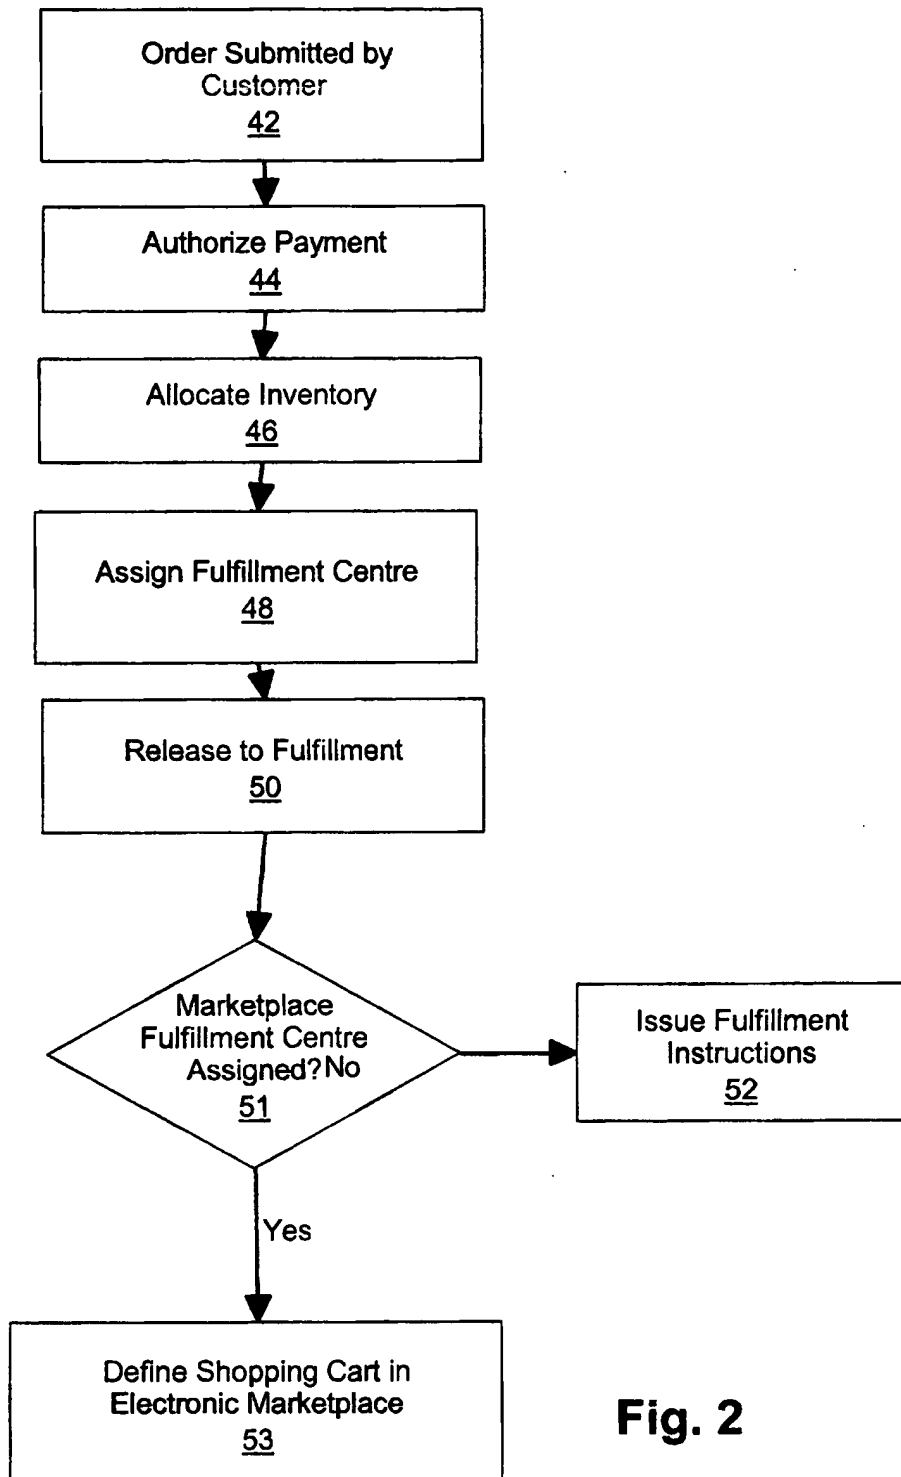 Order Submitted by
Customer
42
Authorize Payment
44
Allocate Inventory
46
Assign Fulfillment Centre
48
Release to Fulfillment
50
Marketplace
Fulfillment Centre
Assigned? No
51
Issue Fulfillment
Instructions
52
Yes
Define Shopping Cart in
Electronic Marketplace
53
Fig. 2